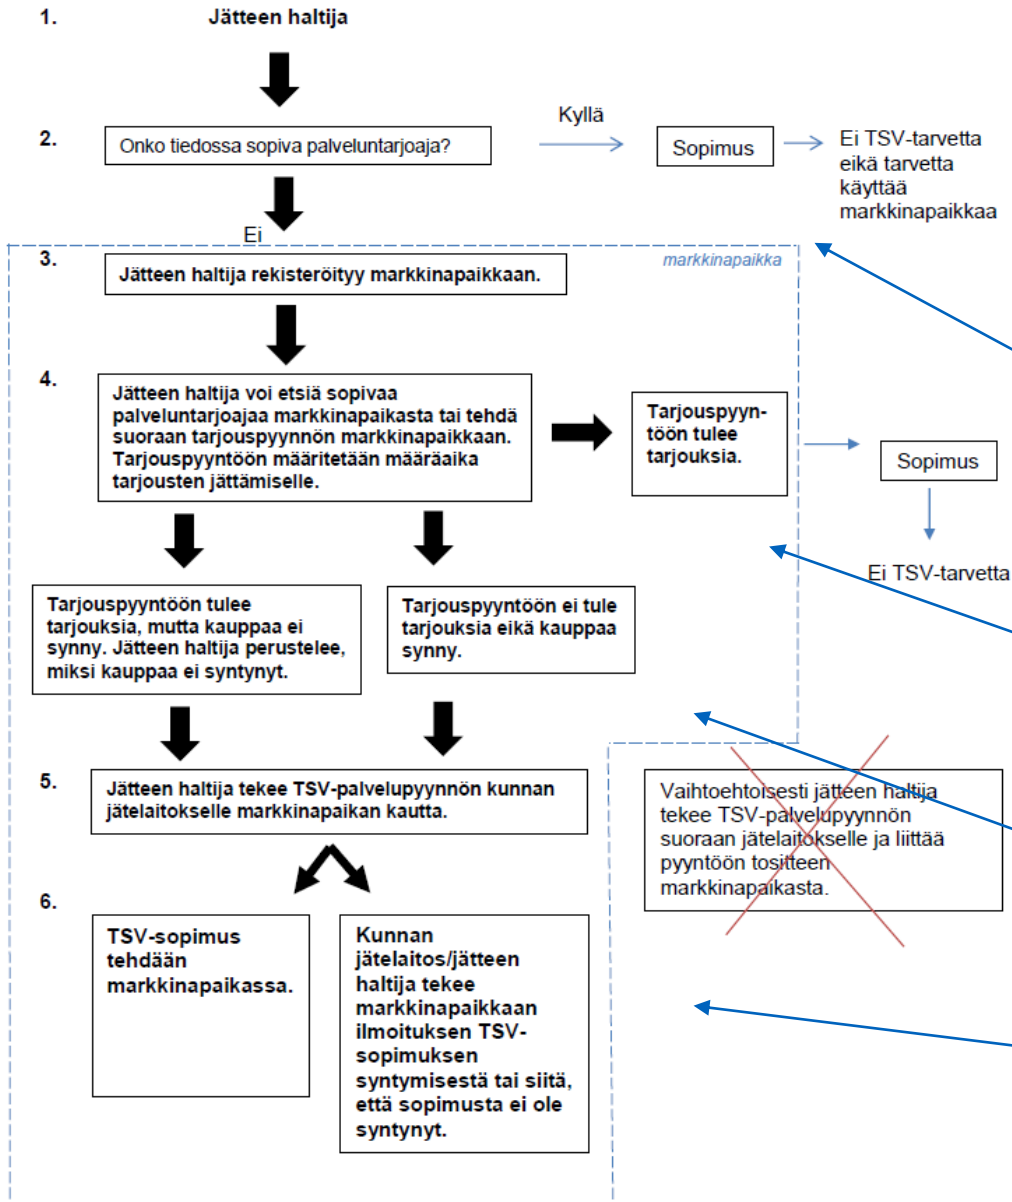 1.
Jätteen haltija
2.
Onko tiedossa sopiva palveluntarjoaja?
Kyllä
Sopimus
Ei TSV-tarvetta
eikä tarvetta
käyttää
markkinapaikkaa
Ei
3.
Jätteen haltija rekisteröityy markkinapaikkaan.
markkinapaikka
4.
Jätteen haltija voi etsiä sopivaa
palveluntarjoajaa markkinapaikasta tai tehdä
suoraan tarjouspyynnön markkinapaikkaan.
Tarjouspyyntöön määritetään määräaika
tarjousten jättämiselle.
Tarjouspyyn-
töön tulee
tarjouksia.
Sopimus
Ei TSV-tarvetta
Tarjouspyyntöön tulee
tarjouksia, mutta kauppaa ei
synny. Jätteen haltija perustelee,
miksi kauppaa ei syntynyt.
Tarjouspyyntöön ei tule
tarjouksia eikä kauppaa
synny.
5.
Jätteen haltija tekee TSV-palvelupyynnön kunnan
jätelaitokselle markkinapaikan kautta.
Vaihtoehtoisesti jätteen haltija
tekee TSV-palvelupyynnön
suoraan jätelaitokselle ja liittää
pyyntöön tositteen
markkinapaikasta.
6.
TSV-sopimus
tehdään
markkinapaikassa.
Kunnan
jätelaitos/jätteen
haltija tekee
markkinapaikkaan
ilmoituksen TSV-
sopimuksen
syntymisestä tai siitä,
että sopimusta ei ole
syntynyt.